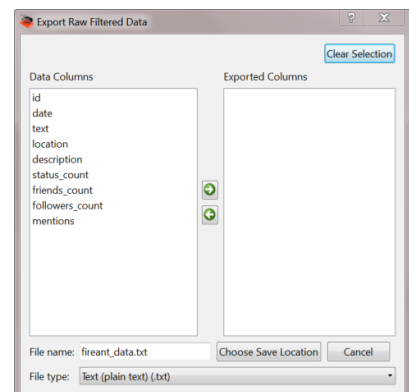 Export Raw Filtered Data
Clear Selection
Data Columns Exported Columns
id
date
text
location
description
status_count
friends_count
followers_count
mentions
File name: fireant_data.txt Choose Save Location Cancel
File type: Text (plain text) (.txt)